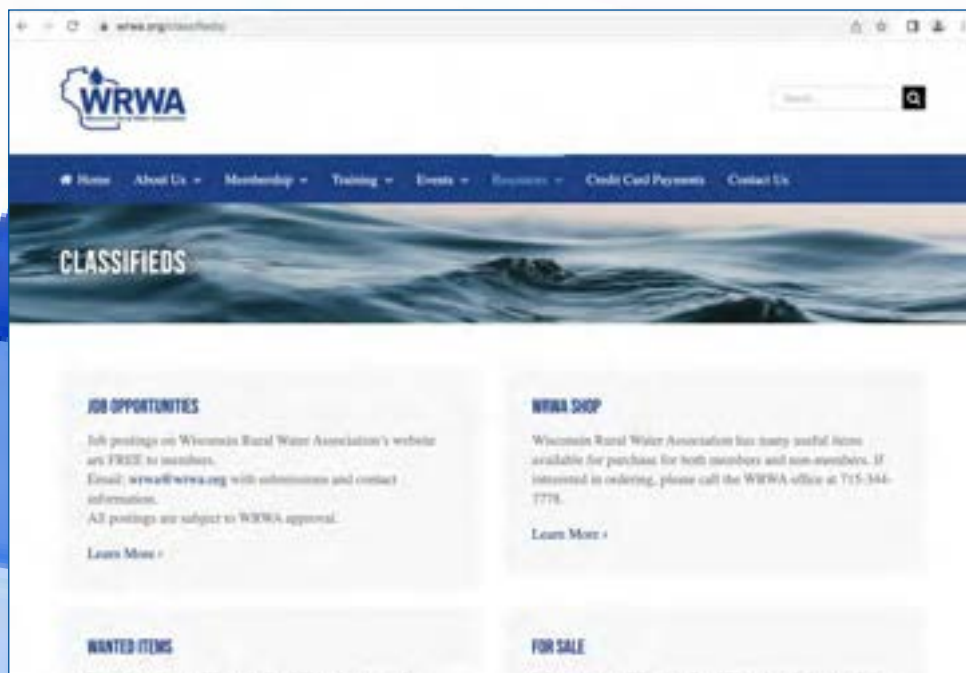 wrwa.org/classifieds/
WRWA
Search...
Home About Us Membership Training Events Resources Credit Card Payments Contact Us
CLASSIFIEDS
JOB OPPORTUNITIES
Job postings on Wisconsin Rural Water Association's website
are FREE to members.
Email: wrwa@wrwa.org with submissions and contact
information.
All postings are subject to WRWA approval.
Learn More ›
WRWA SHOP
Wisconsin Rural Water Association has many useful items
available for purchase for both members and non-members. If
interested in ordering, please call the WRWA office at 715-344-
7778.
Learn More ›
WANTED ITEMS
FOR SALE